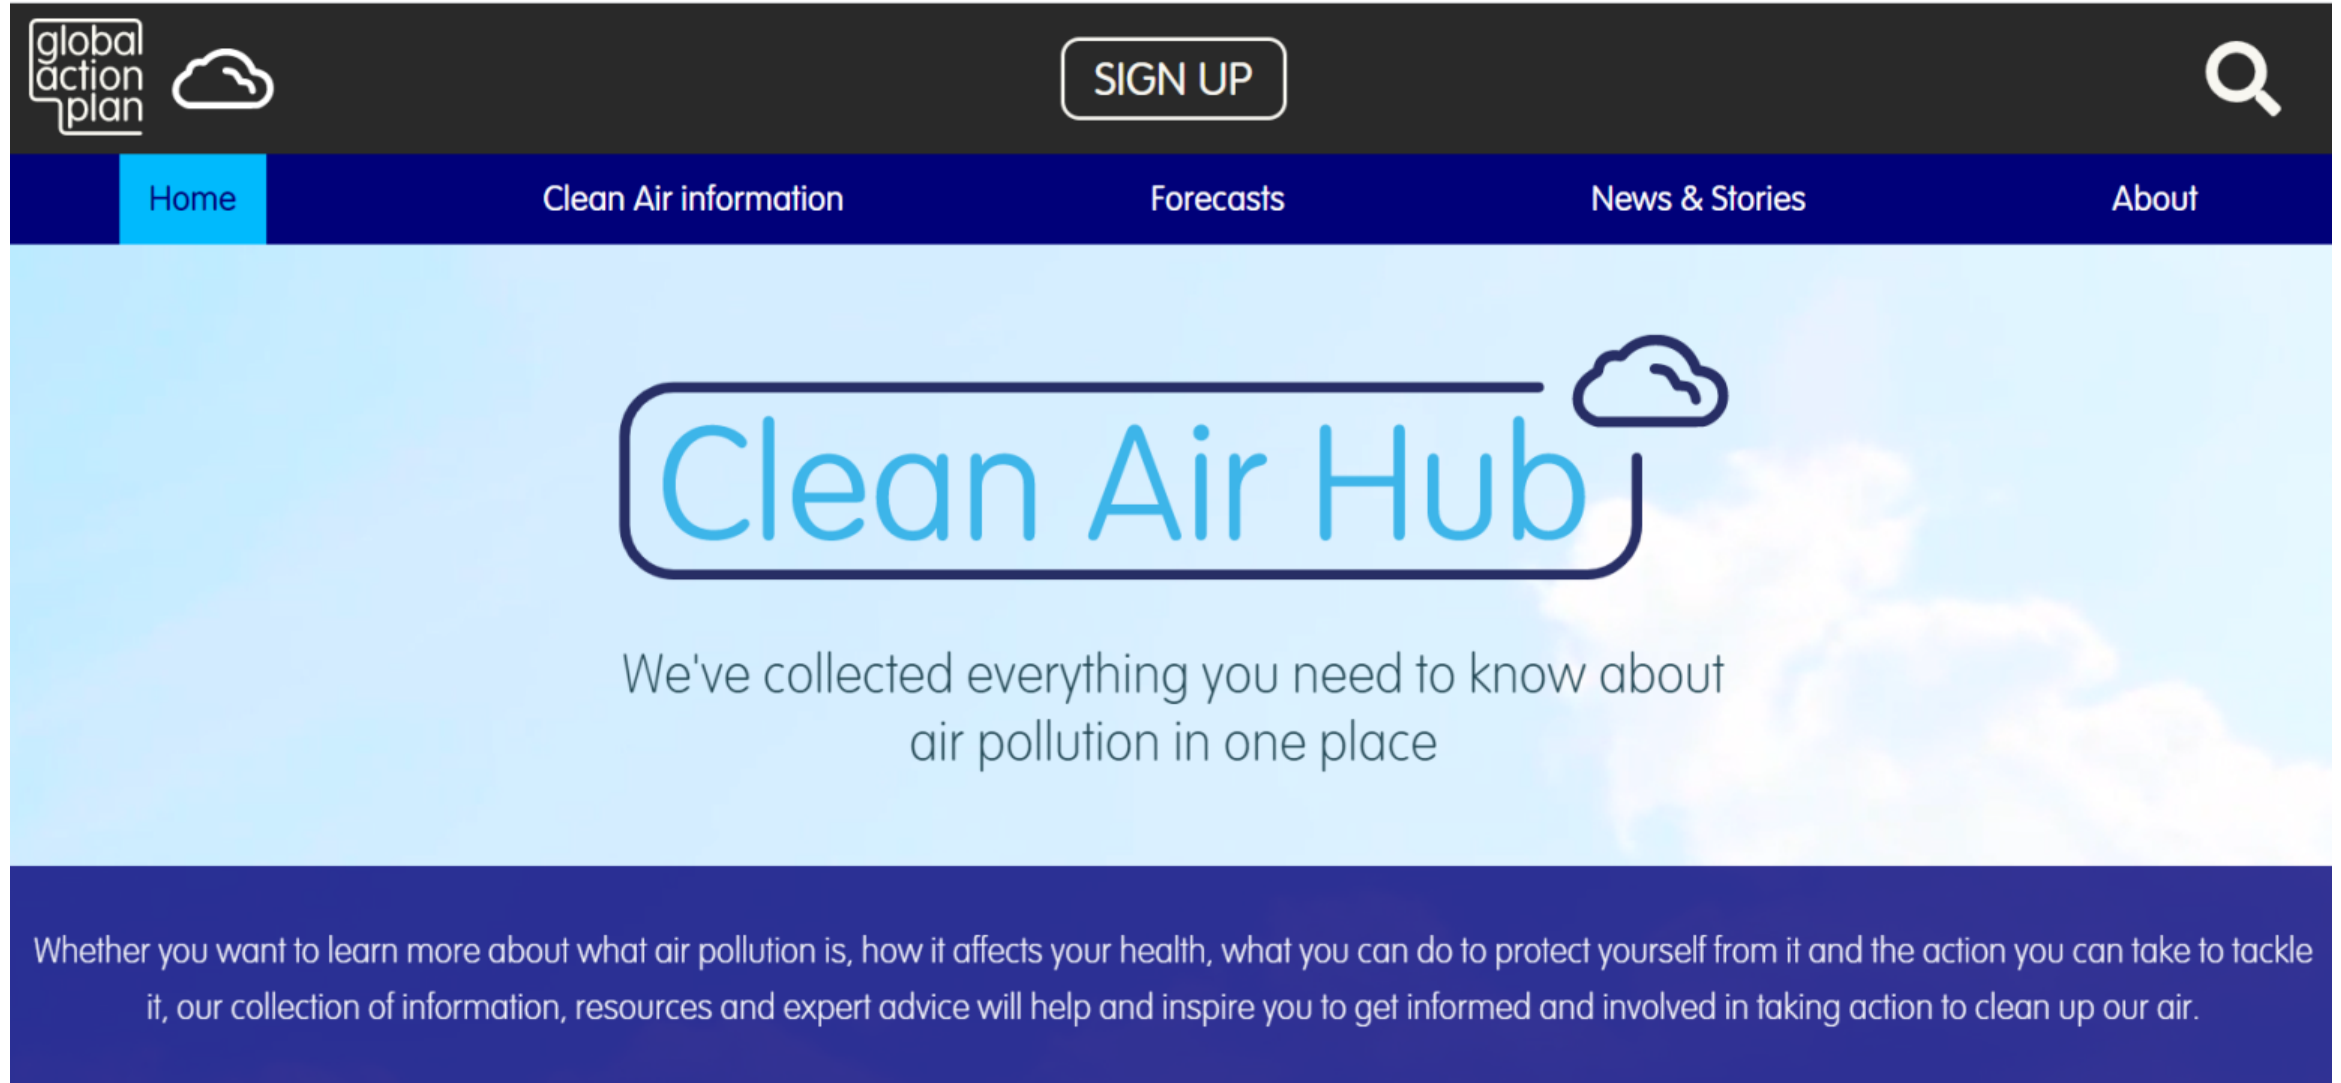 global
action
plan
SIGN UP
Home
Clean Air information
Forecasts
News & Stories
About
Clean Air Hub
We've collected everything you need to know about
air pollution in one place
Whether you want to learn more about what air pollution is, how it affects your health, what you can do to protect yourself from it and the action you can take to tackle
it, our collection of information, resources and expert advice will help and inspire you to get informed and involved in taking action to clean up our air.